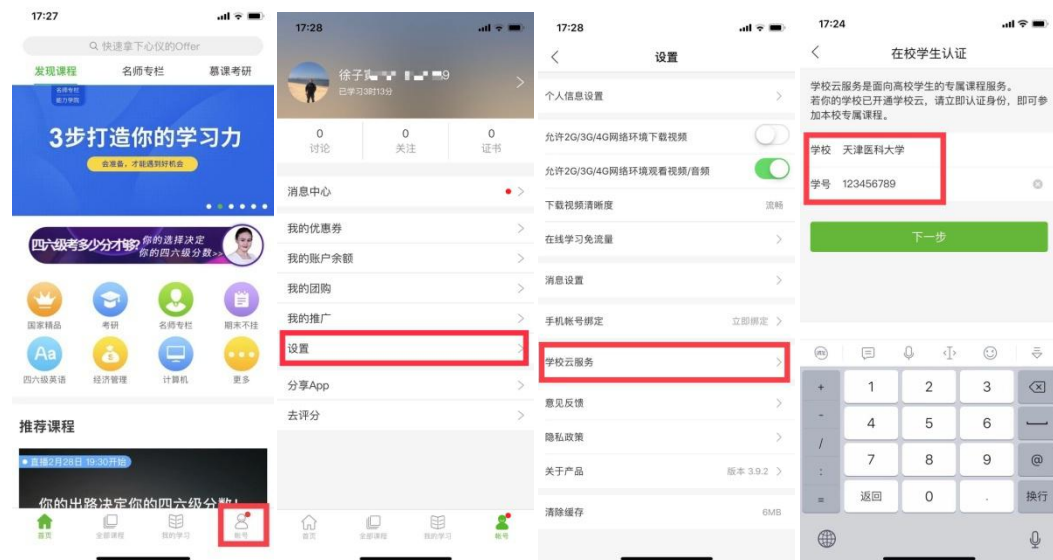 17:27
快速拿下心仪的Offer
发现课程 名师专栏 慕课考研
名师专栏
能力学院
3步打造你的学习力
会准备，才能遇到好机会
四六级考多少分才够?
你的选择决定
你的四六级分数>>
国家精品 考研 名师专栏 期末不挂
Aa
四六级英语 经济管理 计算机 更多
推荐课程
直播2月28日 19:30开始
你的出路决定你的四六级分数!
首页 全部课程 我的学习 帐号
17:28
徐子
9
已学习3时13分
0 0 0
讨论 关注 证书
消息中心
我的优惠券
我的账户余额
我的团购
我的推广
设置
分享App
去评分
首页 全部课程 我的学习 帐号
17:28
设置
个人信息设置
允许2G/3G/4G网络环境下载视频
允许2G/3G/4G网络环境观看视频/音频
下载视频清晰度 流畅
在线学习免流量
消息设置
手机帐号绑定 立即绑定
学校云服务
意见反馈
隐私政策
关于产品 版本 3.9.2
清除缓存 6MB
17:24
在校学生认证
学校云服务是面向高校学生的专属课程服务。
若你的学校已开通学校云，请立即认证身份，即可参
加本校专属课程。
学校 天津医科大学
学号 123456789
下一步
+ 1 2 3
- 4 5 6
/ 7 8 9 @
:
= 返回 0 . 换行